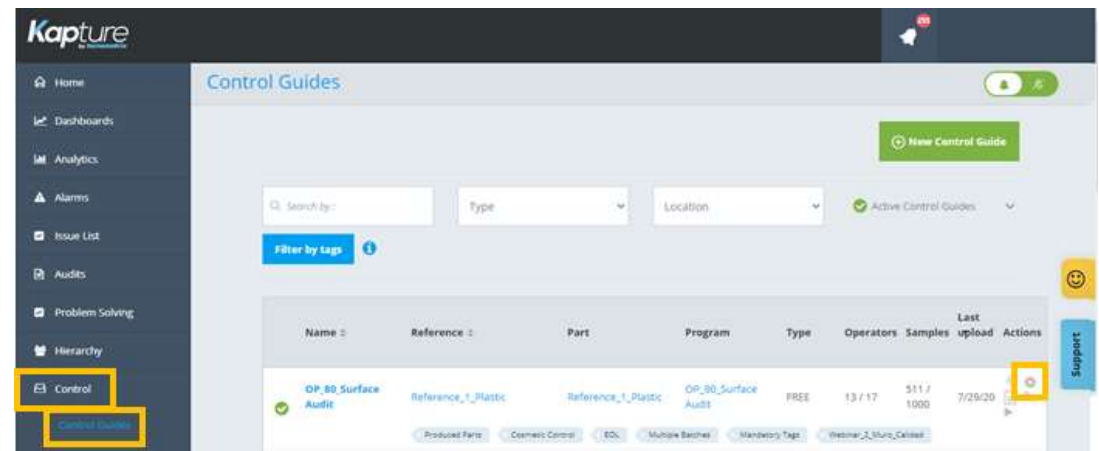 Kapture
255
Home
Control Guides
Dashboards
New Control Guide
Analytics
Alarms
Search by:
Type
Location
Active Control Guides
Issue List
Filter by tags
Audits
Problem Solving
Name
Reference
Part
Program
Type
Operators
Samples
Last upload
Actions
Support
Hierarchy
Control
OP_80_Surface Audit
Reference_1_Plastic
Reference_1_Plastic
OP_80_Surface Audit
FREE
13 / 17
511 / 1000
7/29/20
Control Guides
Produced Parts
Cosmetic Control
EOL
Multiple Batches
Mandatory Tags
Webinar_2_Muro_Calidad